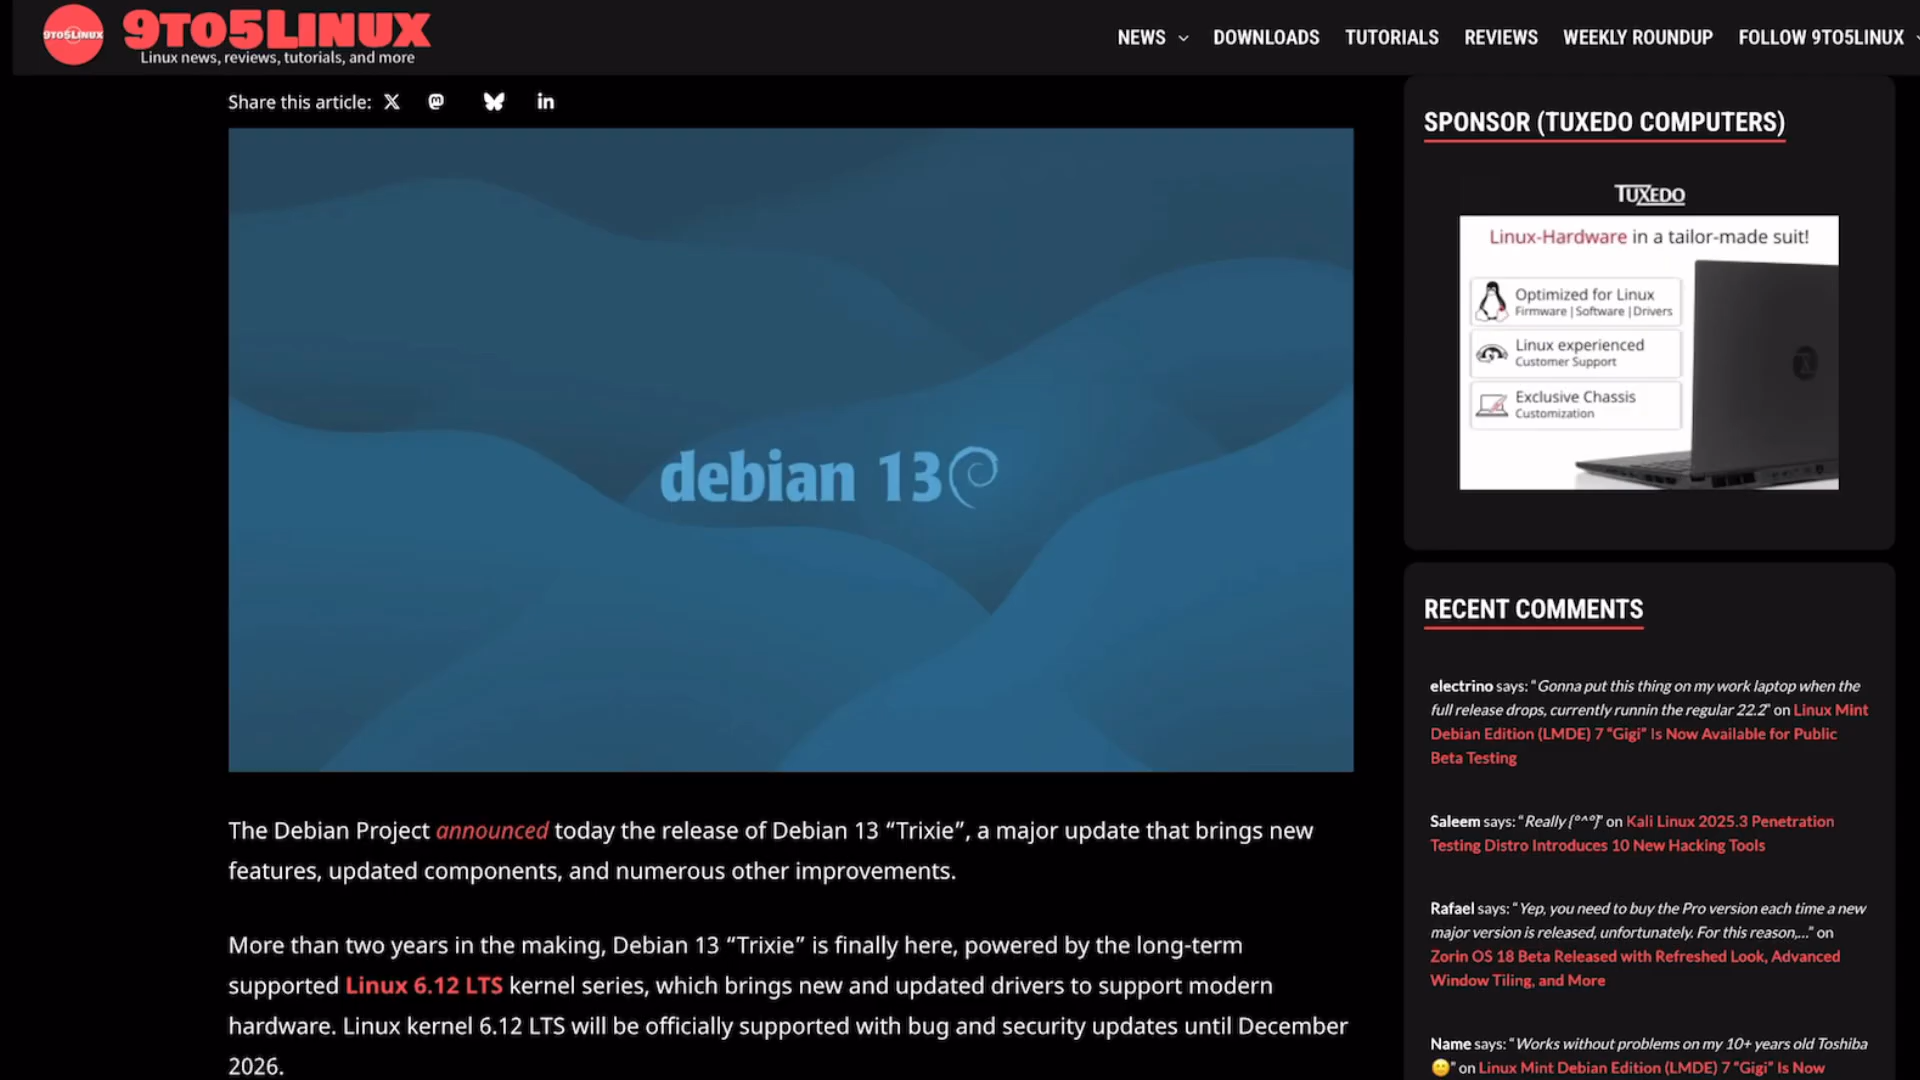 9TO5LINUX
9TO5LINUX
Linux news, reviews, tutorials, and more
NEWS DOWNLOADS TUTORIALS REVIEWS WEEKLY ROUNDUP FOLLOW 9TO5LINUX
Share this article:
debian 13
The Debian Project announced today the release of Debian 13 “Trixie”, a major update that brings new
features, updated components, and numerous other improvements.
More than two years in the making, Debian 13 “Trixie” is finally here, powered by the long-term
supported Linux 6.12 LTS kernel series, which brings new and updated drivers to support modern
hardware. Linux kernel 6.12 LTS will be officially supported with bug and security updates until December
2026.
SPONSOR (TUXEDO COMPUTERS)
TUXEDO
Linux-Hardware in a tailor-made suit!
Optimized for Linux
Firmware | Software | Drivers
Linux experienced
Customer Support
Exclusive Chassis
Customization
RECENT COMMENTS
electrino says: “Gonna put this thing on my work laptop when the
full release drops, currently runnin the regular 22.2” on Linux Mint
Debian Edition (LMDE) 7 “Gigi” Is Now Available for Public
Beta Testing
Saleem says: “Really {°^°}” on Kali Linux 2025.3 Penetration
Testing Distro Introduces 10 New Hacking Tools
Rafael says: “Yep, you need to buy the Pro version each time a new
major version is released, unfortunately. For this reason,…” on
Zorin OS 18 Beta Released with Refreshed Look, Advanced
Window Tiling, and More
Name says: “Works without problems on my 10+ years old Toshiba
🙂” on Linux Mint Debian Edition (LMDE) 7 “Gigi” Is Now